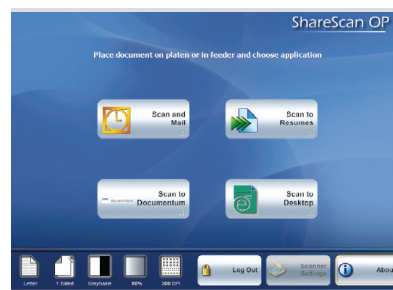 ShareScan OP
Place document on platen or in feeder and choose application
Scan and
Mail
Scan to
Resumes
Scan to
Documentum
Scan to
Desktop
Letter
1 Sided
Grayscale
50%
300 DPI
Log Out
Scanner
Settings
Abou